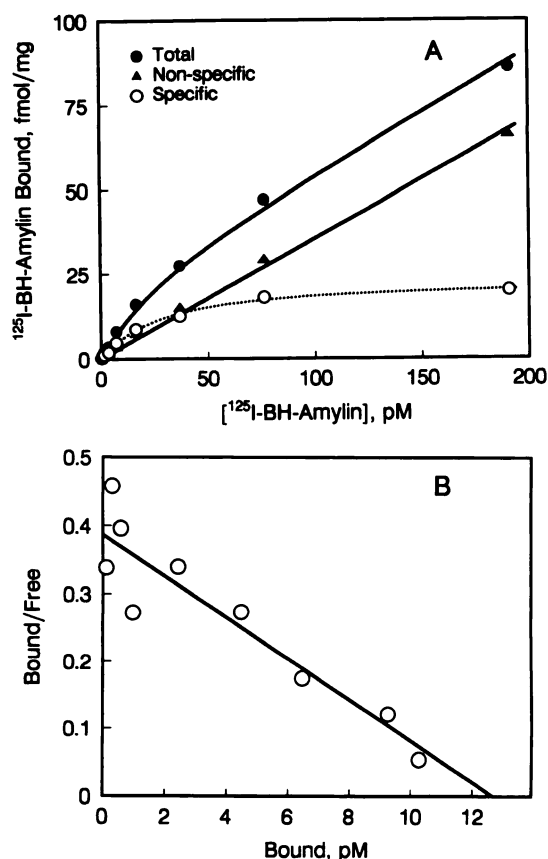 A
● Total
▲ Non-specific
○ Specific
¹²⁵I-BH-Amylin Bound, fmol/mg
100
75
50
25
0
0 50 100 150 200
[¹²⁵I-BH-Amylin], pM
B
Bound/Free
0.5
0.4
0.3
0.2
0.1
0
0 2 4 6 8 10 12
Bound, pM